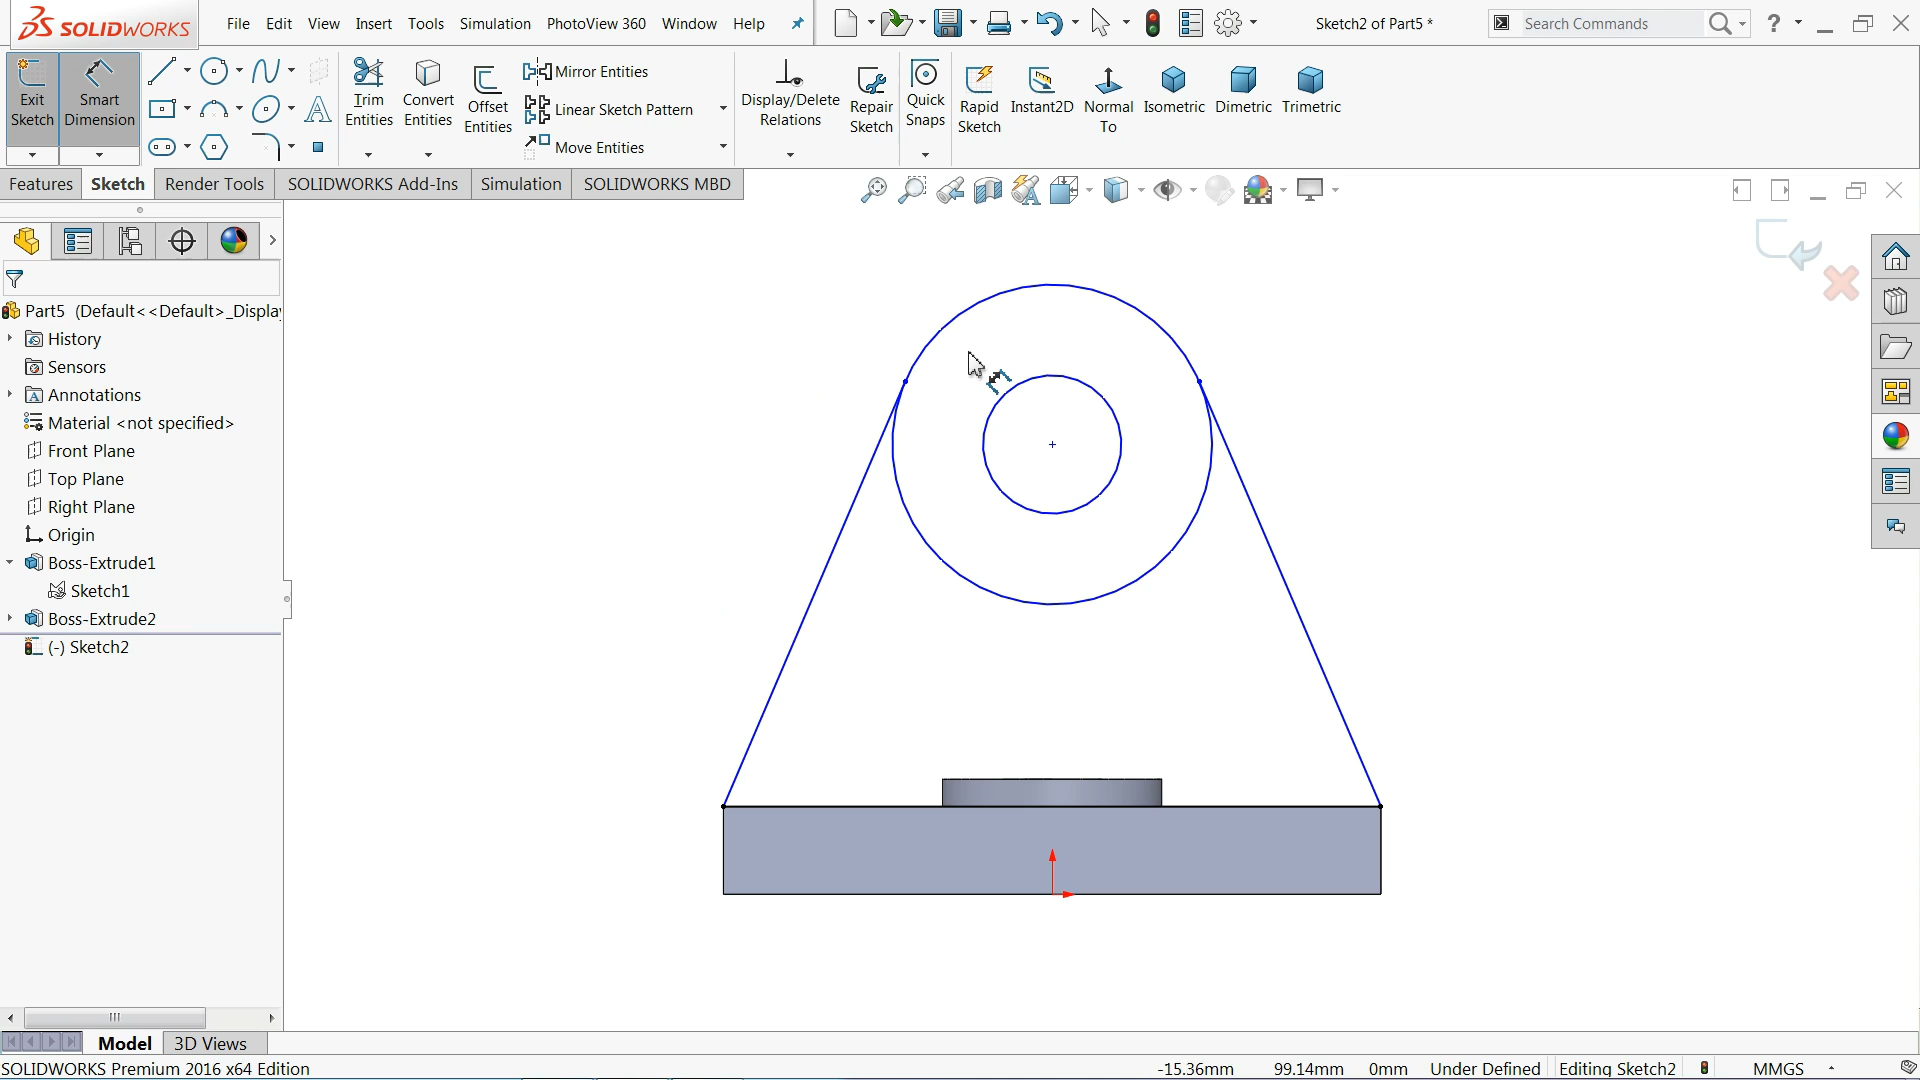 SOLIDWORKS File Edit View Insert Tools Simulation PhotoView 360 Window Help Sketch2 of Part5 * Search Commands ?
Exit Sketch
Smart Dimension
Trim Entities
Convert Entities
Offset Entities
Mirror Entities
Linear Sketch Pattern
Move Entities
Display/Delete Relations
Repair Sketch
Quick Snaps
Rapid Sketch
Instant2D
Normal To
Isometric
Dimetric
Trimetric
Features Sketch Render Tools SOLIDWORKS Add-Ins Simulation SOLIDWORKS MBD
Part5 (Default<<Default>_Display
History
Sensors
Annotations
Material <not specified>
Front Plane
Top Plane
Right Plane
Origin
Boss-Extrude1
Sketch1
Boss-Extrude2
(-) Sketch2
Model 3D Views
SOLIDWORKS Premium 2016 x64 Edition -15.36mm 99.14mm 0mm Under Defined Editing Sketch2 MMGS